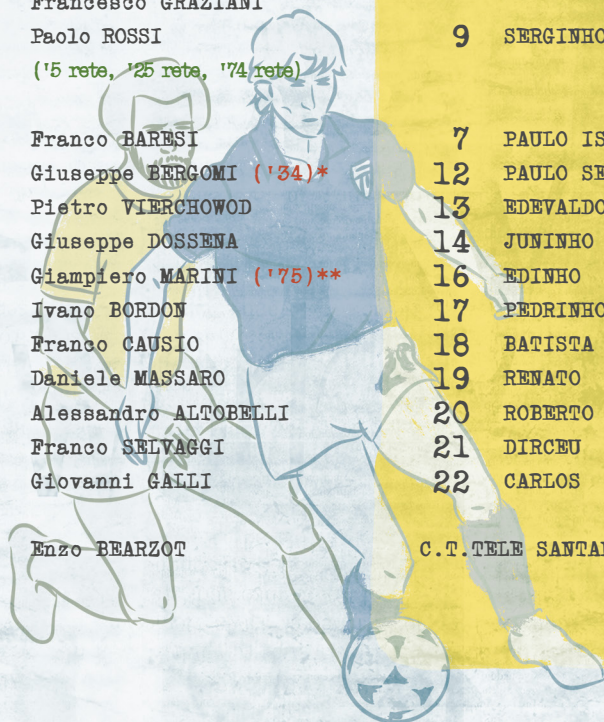 Francesco GRAZIANI
Paolo ROSSI 9 SERGINHO
('5 rete, '25 rete, '74 rete)
Franco BARESI 7 PAULO IS
Giuseppe BERGOMI ('34)* 12 PAULO SE
Pietro VIERCHOWOD 13 EDEVALDO
Giuseppe DOSSENA 14 JUNINHO
Giampiero MARINI ('75)** 16 EDINHO
Ivano BORDON 17 PEDRINHO
Franco CAUSIO 18 BATISTA
Daniele MASSARO 19 RENATO
Alessandro ALTOBELLI 20 ROBERTO
Franco SELVAGGI 21 DIRCEU
Giovanni GALLI 22 CARLOS
Enzo BEARZOT C.T.TELE SANTAN